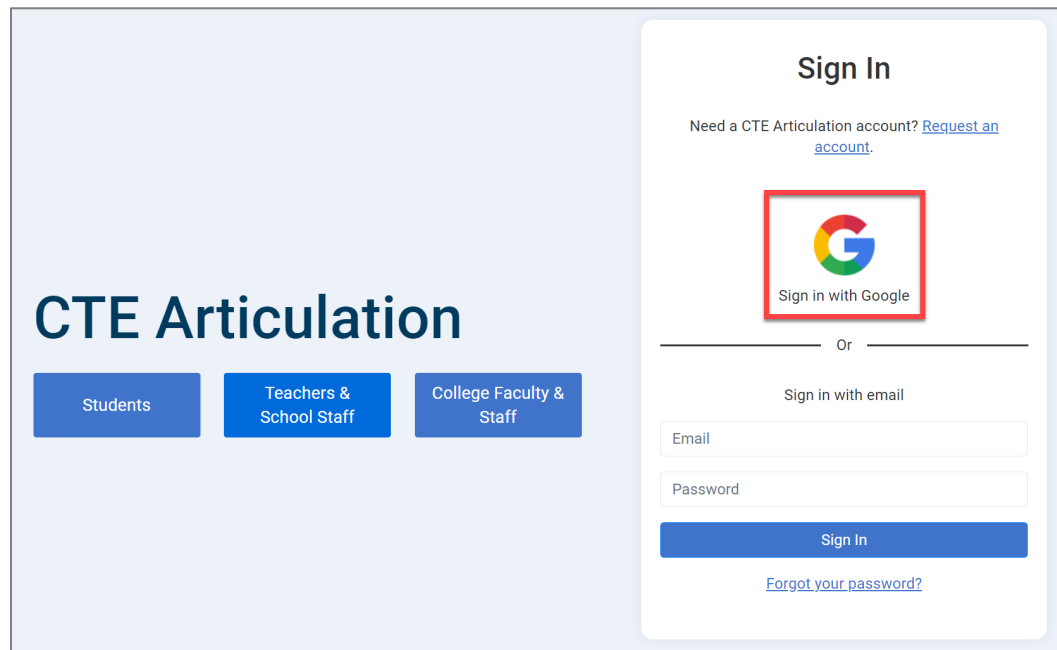 CTE Articulation
Students
Teachers &
School Staff
College Faculty &
Staff
Sign In
Need a CTE Articulation account? Request an
account.
Sign in with Google
Or
Sign in with email
Email
Password
Sign In
Forgot your password?